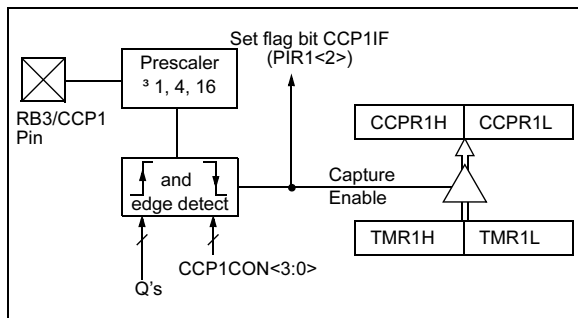 Set flag bit CCP1IF
(PIR1<2>)
Prescaler
³ 1, 4, 16
RB3/CCP1
Pin
CCPR1H CCPR1L
and
edge detect
Capture
Enable
TMR1H TMR1L
CCP1CON<3:0>
Q's